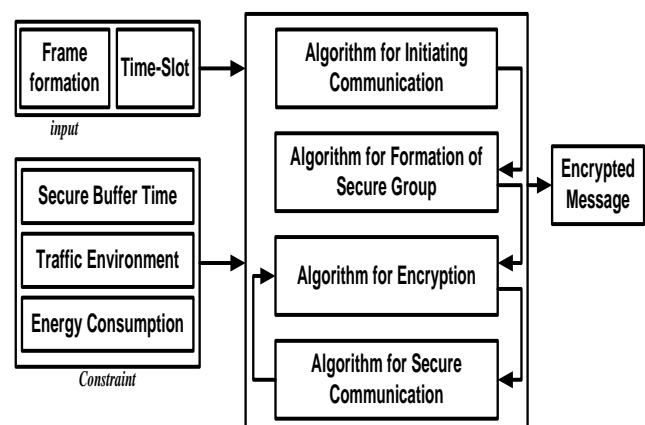 Frame
formation
Time-Slot
input
Secure Buffer Time
Traffic Environment
Energy Consumption
Constraint
Algorithm for Initiating
Communication
Algorithm for Formation of
Secure Group
Algorithm for Encryption
Algorithm for Secure
Communication
Encrypted
Message